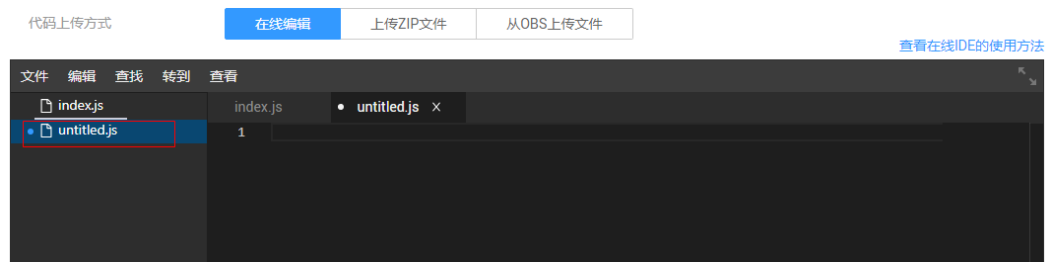 代码上传方式 在线编辑 上传ZIP文件 从OBS上传文件
查看在线IDE的使用方法
文件 编辑 查找 转到 查看
index.js index.js untitled.js
untitled.js 1